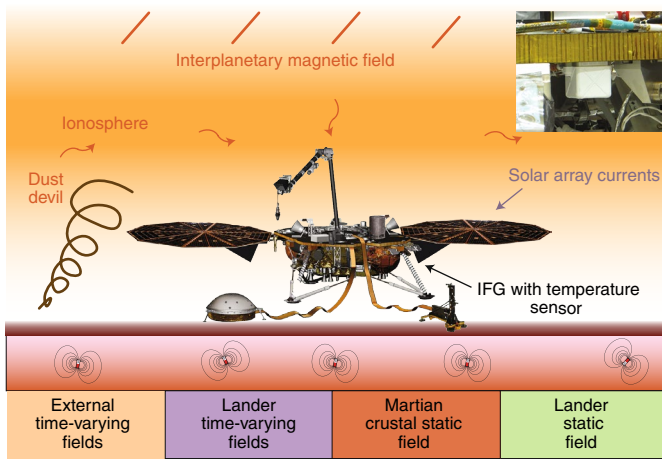 Interplanetary magnetic field
Ionosphere
Dust
devil
Solar array currents
IFG with temperature
sensor
External
time-varying
fields
Lander
time-varying
fields
Martian
crustal static
field
Lander
static
field